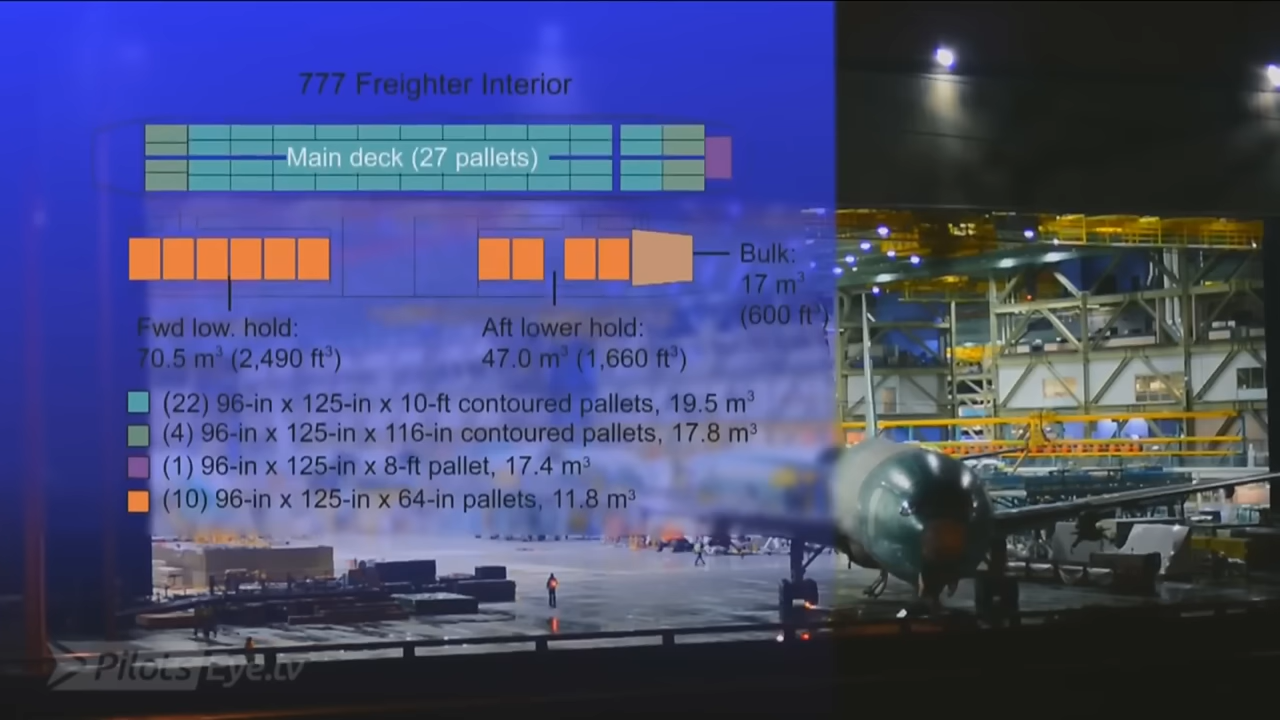 777 Freighter Interior
Main deck (27 pallets)
Bulk:
17 m³
(600 ft³)
Fwd low. hold:
70.5 m³ (2,490 ft³)
Aft lower hold:
47.0 m³ (1,660 ft³)
(22) 96-in x 125-in x 10-ft contoured pallets, 19.5 m³
(4) 96-in x 125-in x 116-in contoured pallets, 17.8 m³
(1) 96-in x 125-in x 8-ft pallet, 17.4 m³
(10) 96-in x 125-in x 64-in pallets, 11.8 m³
PilotsEye.tv